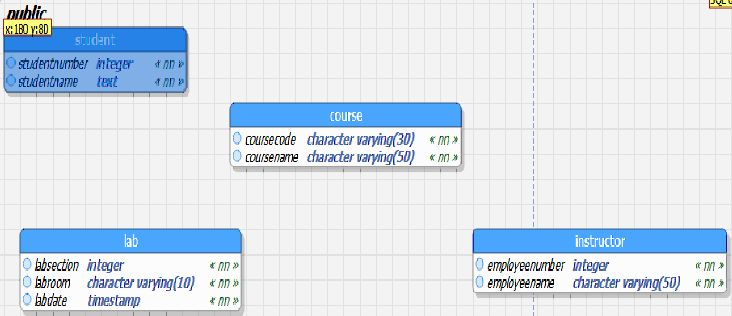 public
x:180 y:80
student
studentnumber integer « nn »
studentname text « nn »
course
coursecode character varying(30) « nn »
coursename character varying(50) « nn »
lab
labsection integer « nn »
labroom character varying(10) « nn »
labdate timestamp « nn »
instructor
employeenumber integer « nn »
employeename character varying(50) « nn »